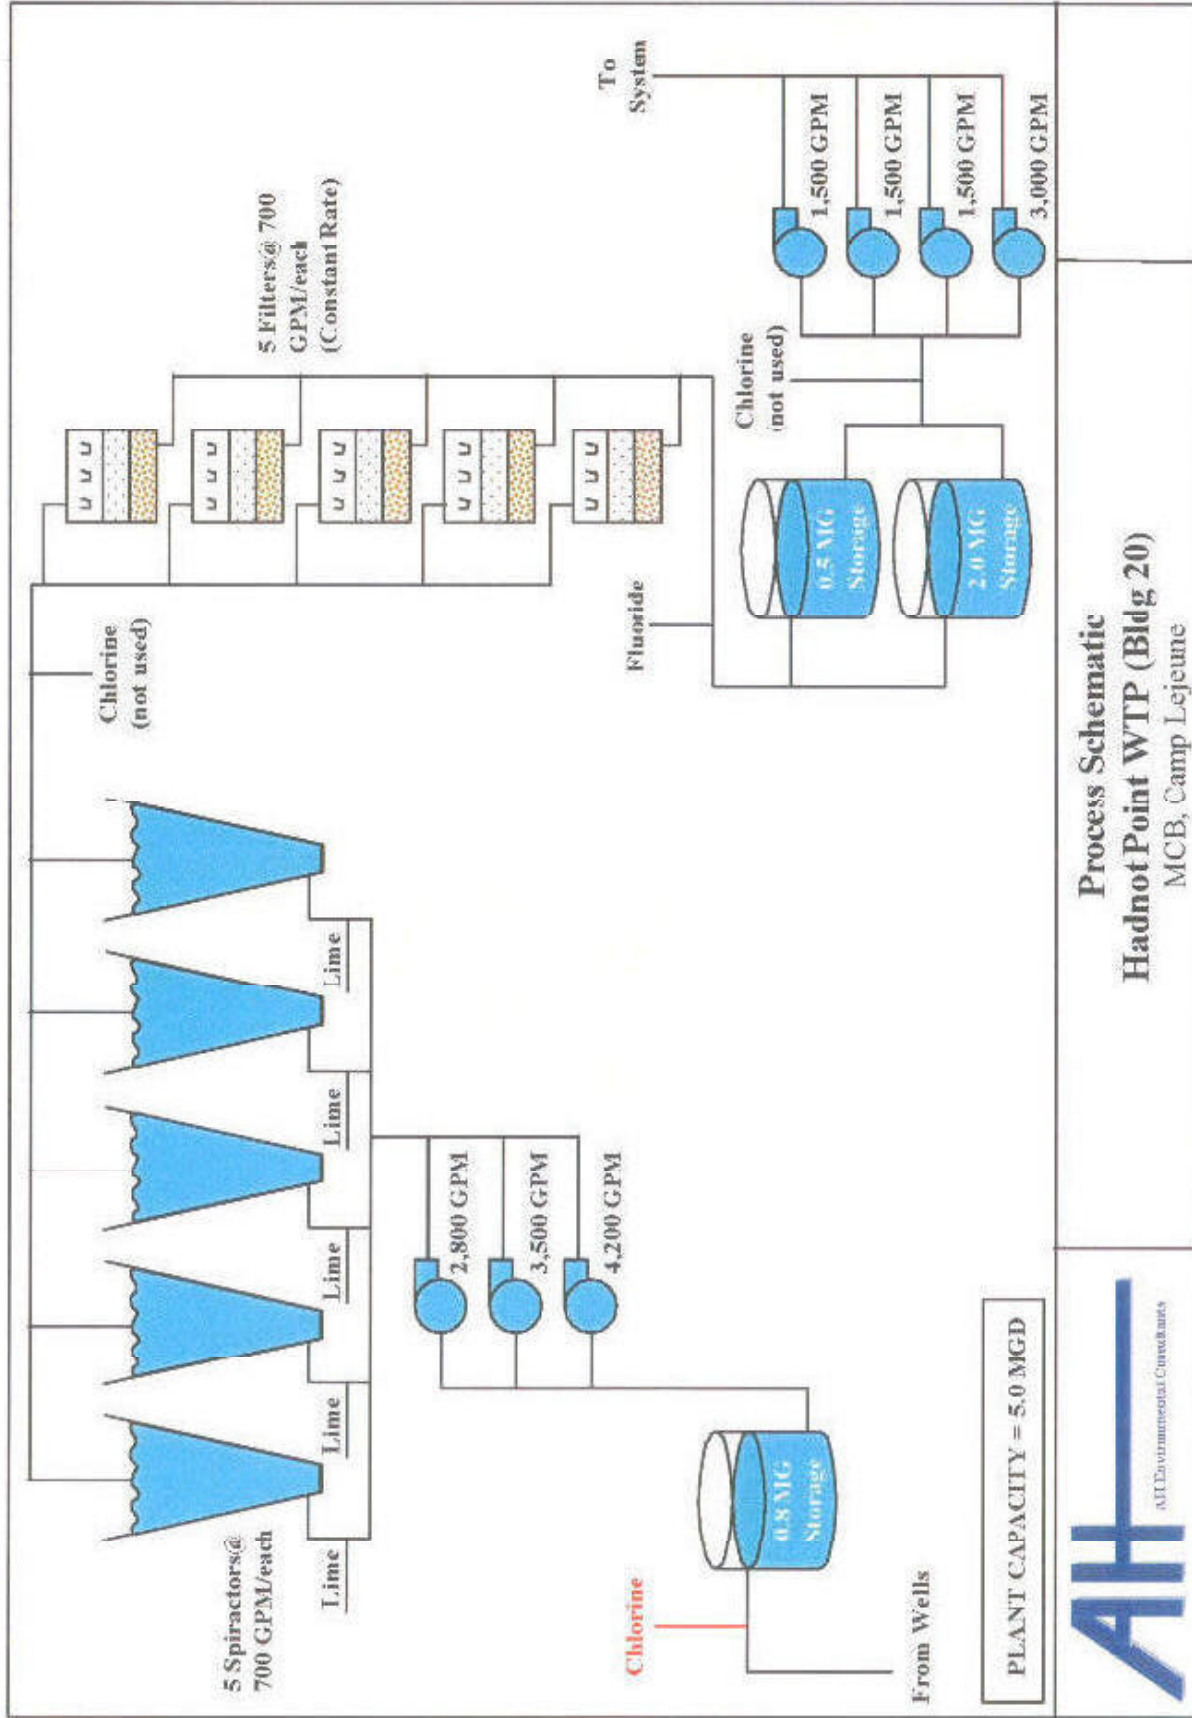 5 Spiractors@
700 GPM/each
Lime
Lime
Lime
Lime
Lime
Chlorine
(not used)
5 Filters@ 700
GPM/each
(Constant Rate)
Chlorine
0.8 MG
Storage
From Wells
2,800 GPM
3,500 GPM
4,200 GPM
Fluoride
0.5 MG
Storage
2.0 MG
Storage
Chlorine
(not used)
1,500 GPM
1,500 GPM
1,500 GPM
3,000 GPM
To
System
PLANT CAPACITY = 5.0 MGD
AH
AH Environmental Consultants
Process Schematic
Hadnot Point WTP (Bldg 20)
MCB, Camp Lejeune